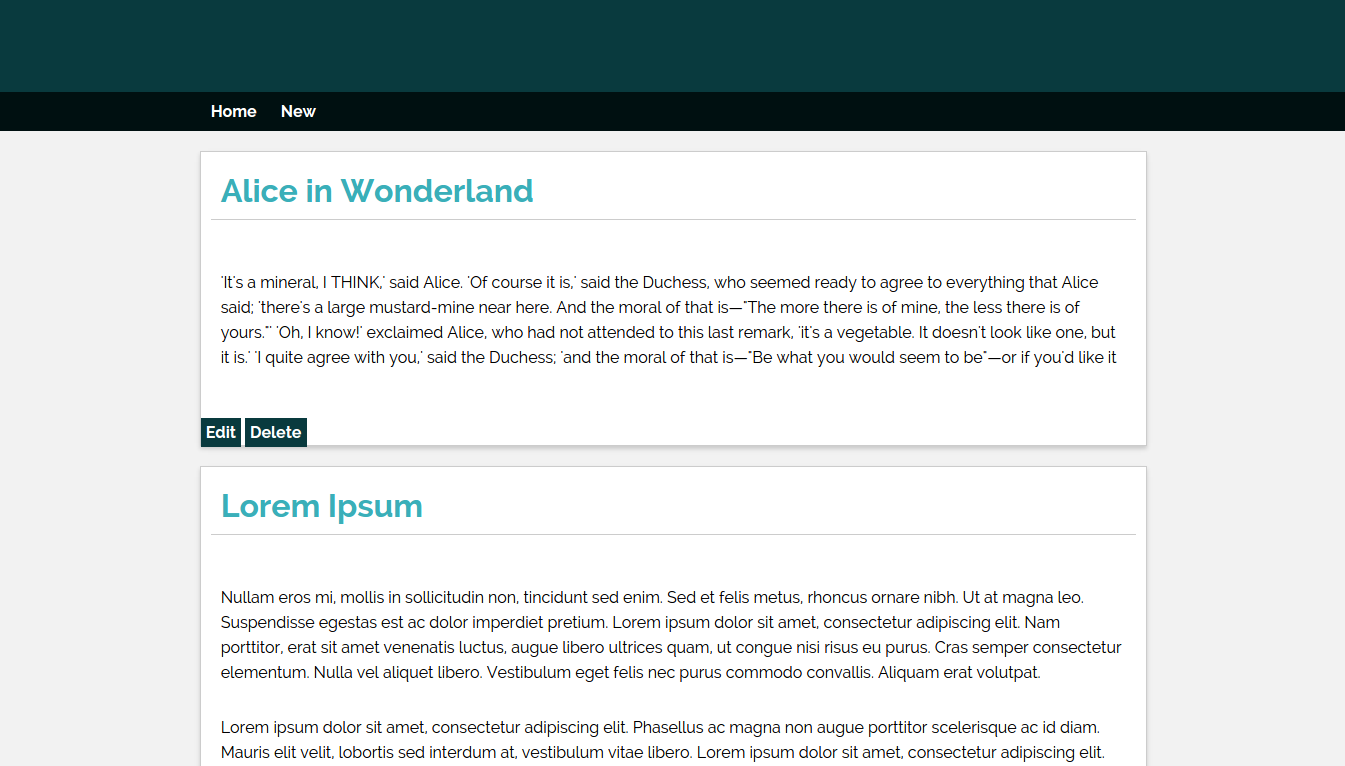 Home New
Alice in Wonderland
'It's a mineral, I THINK,' said Alice. 'Of course it is,' said the Duchess, who seemed ready to agree to everything that Alice
said; 'there's a large mustard-mine near here. And the moral of that is—"The more there is of mine, the less there is of
yours."' 'Oh, I know!' exclaimed Alice, who had not attended to this last remark, 'it's a vegetable. It doesn't look like one, but
it is.' 'I quite agree with you,' said the Duchess; 'and the moral of that is—"Be what you would seem to be"—or if you'd like it
Edit Delete
Lorem Ipsum
Nullam eros mi, mollis in sollicitudin non, tincidunt sed enim. Sed et felis metus, rhoncus ornare nibh. Ut at magna leo.
Suspendisse egestas est ac dolor imperdiet pretium. Lorem ipsum dolor sit amet, consectetur adipiscing elit. Nam
porttitor, erat sit amet venenatis luctus, augue libero ultrices quam, ut congue nisi risus eu purus. Cras semper consectetur
elementum. Nulla vel aliquet libero. Vestibulum eget felis nec purus commodo convallis. Aliquam erat volutpat.
Lorem ipsum dolor sit amet, consectetur adipiscing elit. Phasellus ac magna non augue porttitor scelerisque ac id diam.
Mauris elit velit, lobortis sed interdum at, vestibulum vitae libero. Lorem ipsum dolor sit amet, consectetur adipiscing elit.